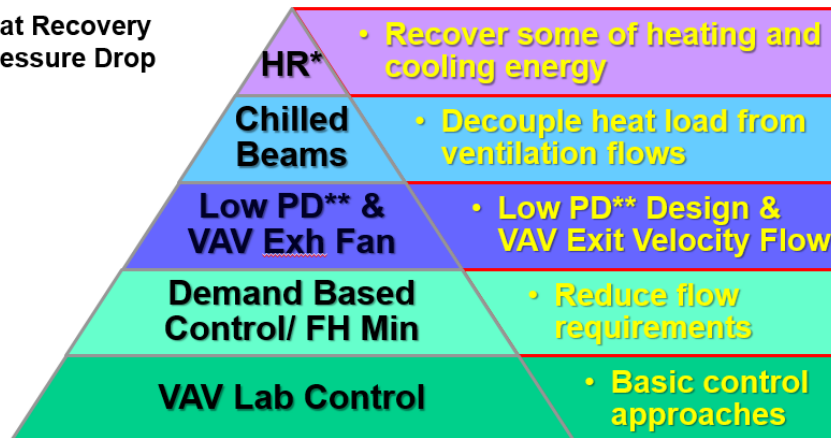 at Recovery
essure Drop
HR*
• Recover some of heating and
cooling energy
Chilled
Beams
• Decouple heat load from
ventilation flows
Low PD** &
VAV Exh Fan
• Low PD** Design &
VAV Exit Velocity Flow
Demand Based
Control/ FH Min
• Reduce flow
requirements
VAV Lab Control
• Basic control
approaches